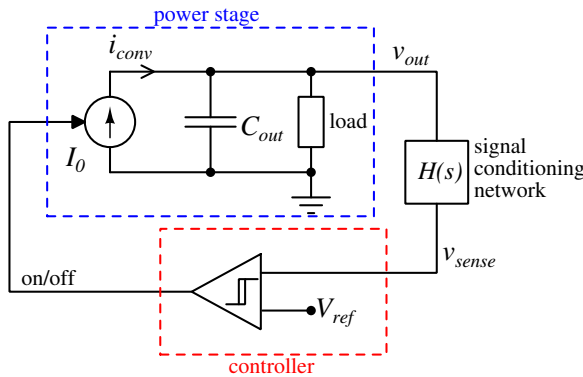 power stage
i_conv
v_out
I_0
C_out
load
H(s)
signal
conditioning
network
v_sense
on/off
V_ref
controller